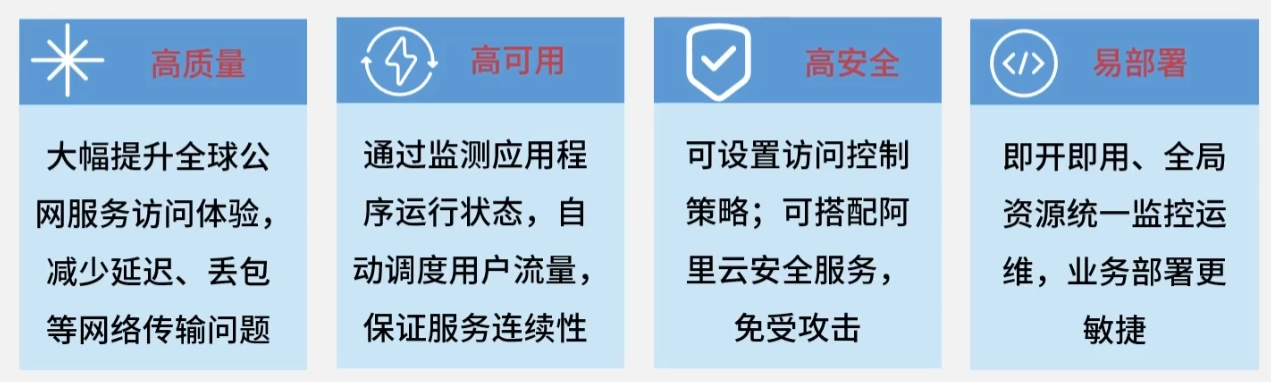 高质量
大幅提升全球公
网服务访问体验，
减少延迟、丢包
等网络传输问题
高可用
通过监测应用程
序运行状态，自
动调度用户流量，
保证服务连续性
高安全
可设置访问控制
策略；可搭配阿
里云安全服务，
免受攻击
易部署
即开即用、全局
资源统一监控运
维，业务部署更
敏捷